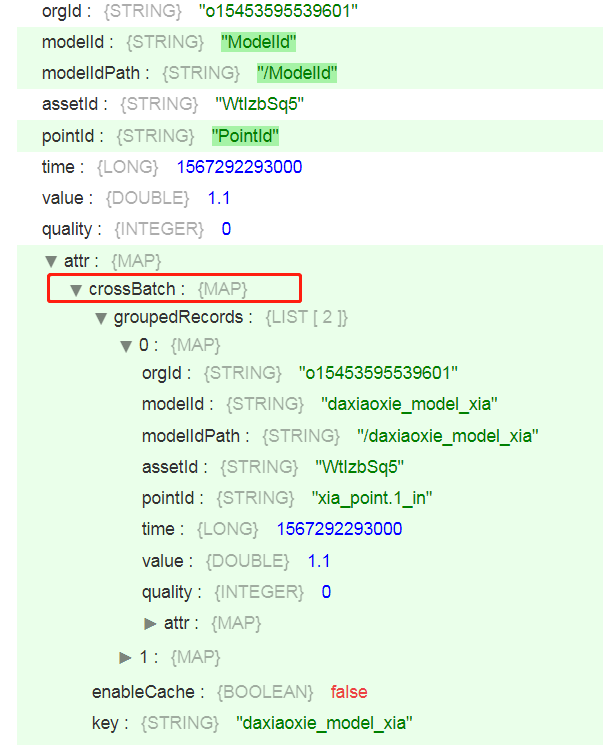 orgId : {STRING} "o15453595539601"
modelId : {STRING} "ModelId"
modelIdPath : {STRING} "/ModelId"
assetId : {STRING} "WtIzbSq5"
pointId : {STRING} "PointId"
time : {LONG} 1567292293000
value : {DOUBLE} 1.1
quality : {INTEGER} 0
attr : {MAP}
crossBatch : {MAP}
groupedRecords : {LIST [ 2 ]}
0 : {MAP}
orgId : {STRING} "o15453595539601"
modelId : {STRING} "daxiaoxie_model_xia"
modelIdPath : {STRING} "/daxiaoxie_model_xia"
assetId : {STRING} "WtIzbSq5"
pointId : {STRING} "xia_point.1_in"
time : {LONG} 1567292293000
value : {DOUBLE} 1.1
quality : {INTEGER} 0
attr : {MAP}
1 : {MAP}
enableCache : {BOOLEAN} false
key : {STRING} "daxiaoxie_model_xia"